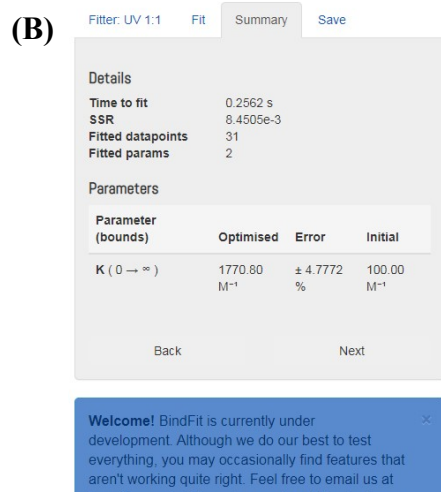 (B)
Fitter: UV 1:1 Fit Summary Save
Details
Time to fit 0.2562 s
SSR 8.4505e-3
Fitted datapoints 31
Fitted params 2
Parameters
Parameter
(bounds) Optimised Error Initial
K ( 0 → ∞ ) 1770.80 ± 4.7772 100.00
M⁻¹ % M⁻¹
Back Next
Welcome! BindFit is currently under ×
development. Although we do our best to test
everything, you may occasionally find features that
aren't working quite right. Feel free to email us at